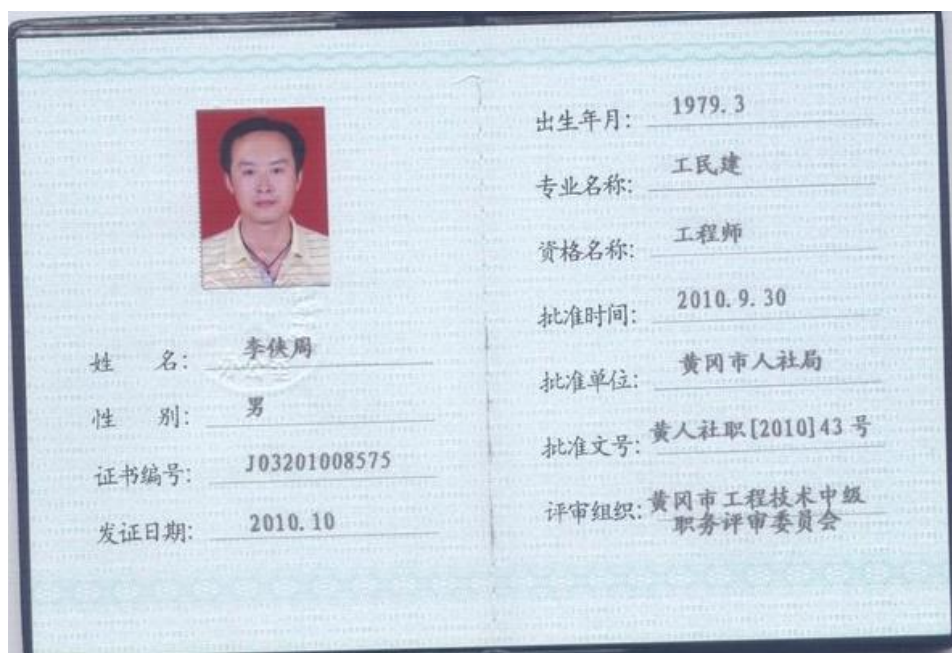 姓 名: 李侠周
性 别: 男
证书编号: J03201008575
发证日期: 2010.10
出生年月: 1979.3
专业名称: 工民建
资格名称: 工程师
批准时间: 2010.9.30
批准单位: 黄冈市人社局
批准文号: 黄人社职[2010]43 号
评审组织: 黄冈市工程技术中级
职务评审委员会